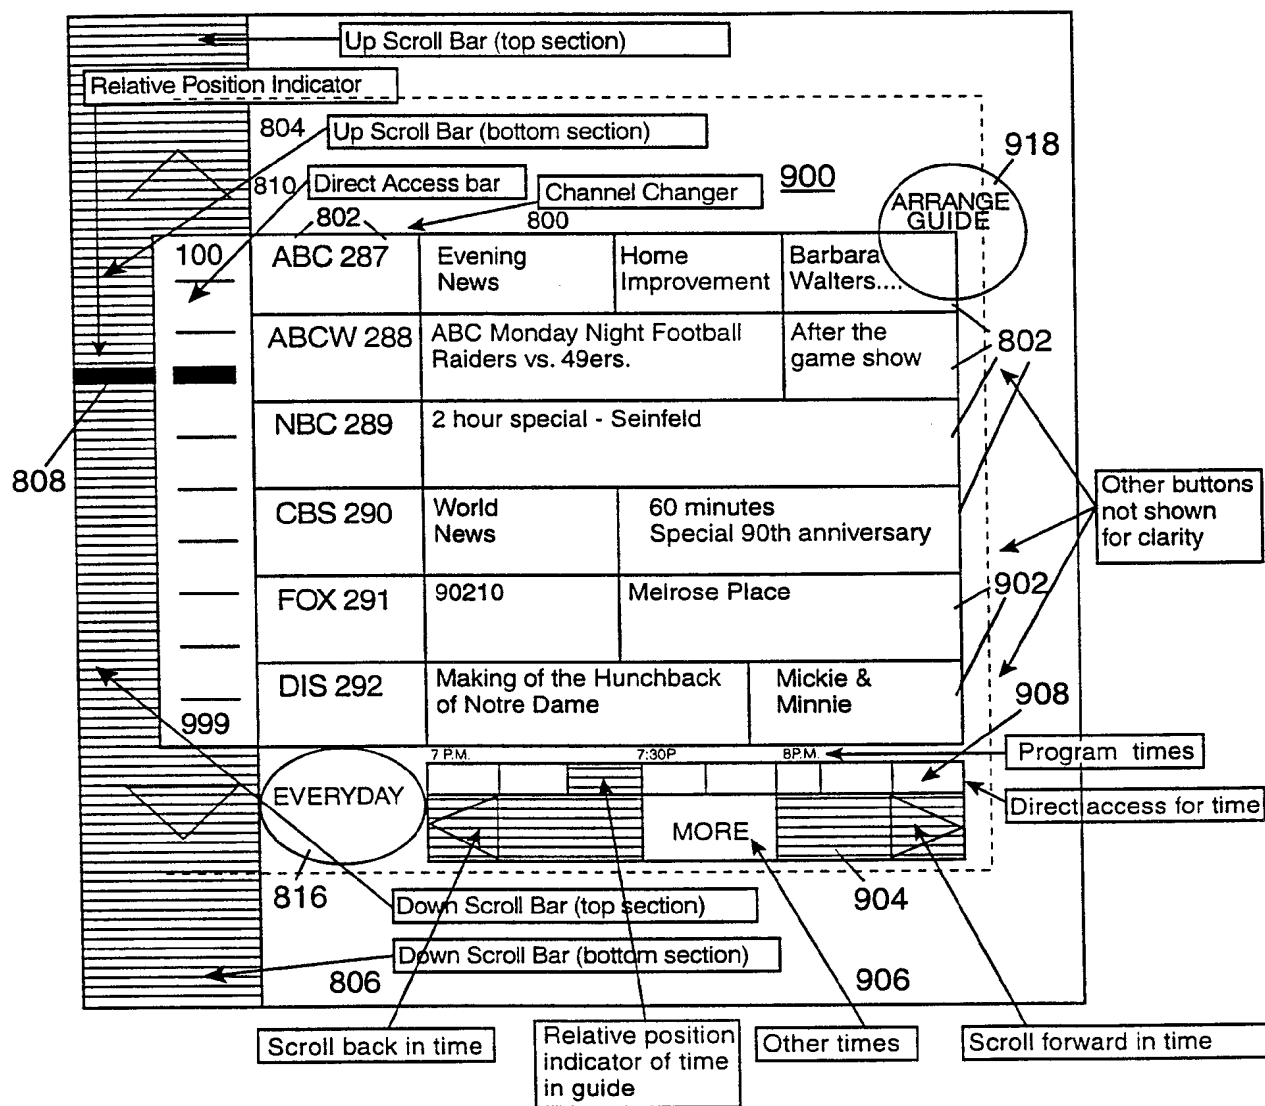 Up Scroll Bar (top section)
Relative Position Indicator
804
Up Scroll Bar (bottom section)
918
810
Direct Access bar
Channel Changer
900
ARRANGE
GUIDE
802
800
100
ABC 287
Evening
News
Home
Improvement
Barbara
Walters....
ABCW 288
ABC Monday Night Football
Raiders vs. 49ers.
After the
game show
802
NBC 289
2 hour special - Seinfeld
808
CBS 290
World
News
60 minutes
Special 90th anniversary
Other buttons
not shown
for clarity
FOX 291
90210
Melrose Place
902
DIS 292
Making of the Hunchback
of Notre Dame
Mickie &
Minnie
908
999
7 P.M.
7:30P
8P.M.
Program times
EVERYDAY
Direct access for time
MORE
816
Down Scroll Bar (top section)
904
Down Scroll Bar (bottom section)
806
906
Scroll back in time
Relative position
indicator of time
in guide
Other times
Scroll forward in time